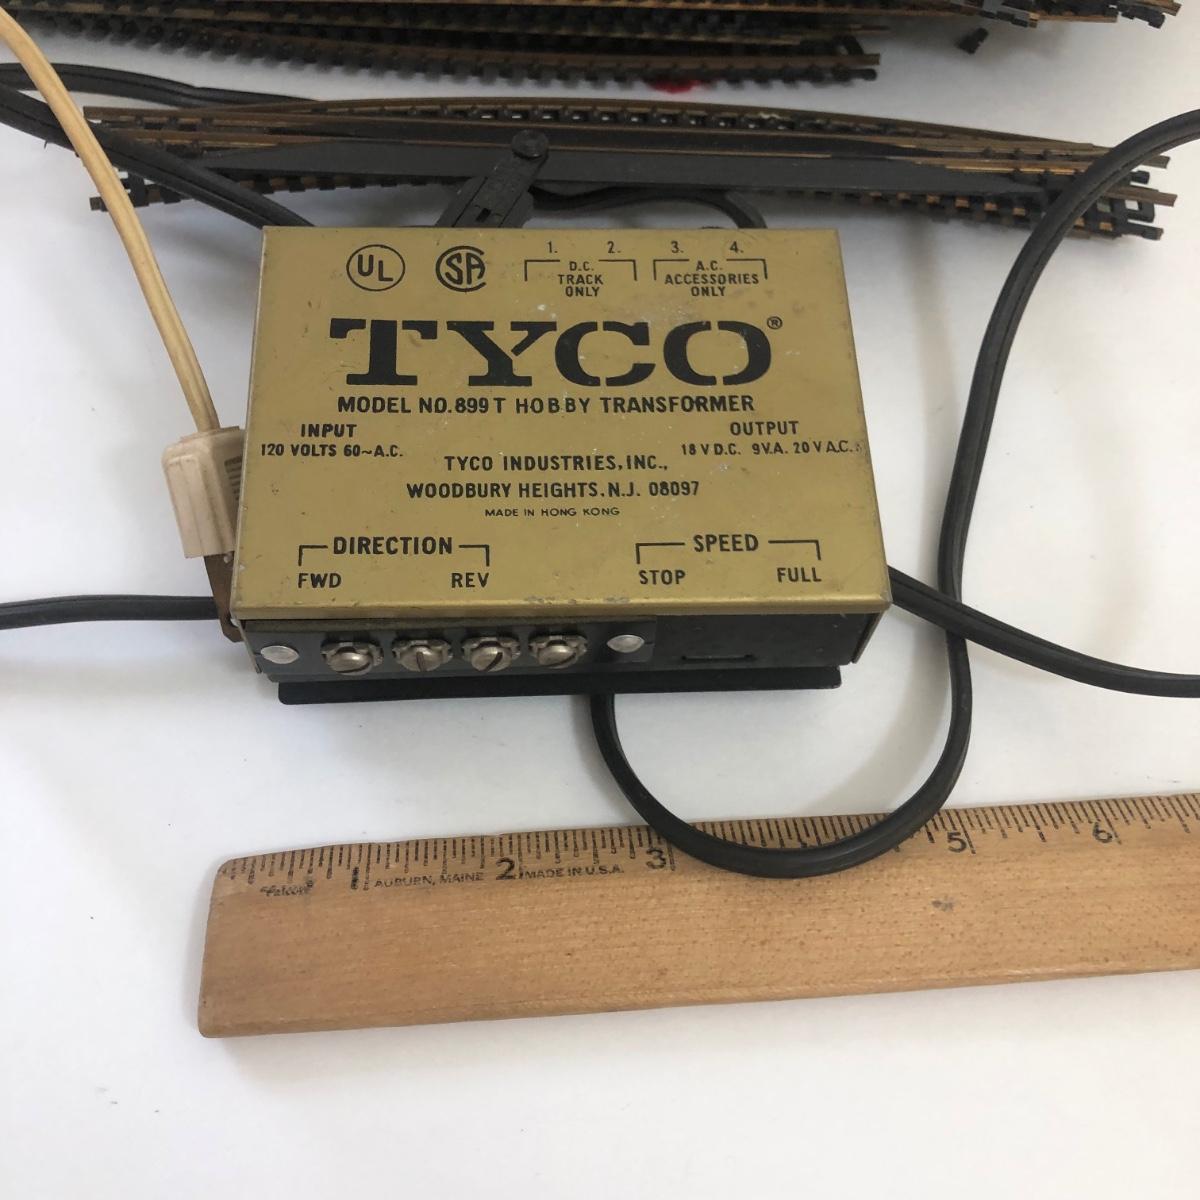 UL SA
1. 2. 3. 4.
D.C. TRACK ONLY
A.C. ACCESSORIES ONLY
TYCO®
MODEL NO. 899 T HOBBY TRANSFORMER
INPUT
120 VOLTS 60~A.C.
OUTPUT
18 V D.C. 9V.A. 20 V A.C.
TYCO INDUSTRIES, INC.,
WOODBURY HEIGHTS, N.J. 08097
MADE IN HONG KONG
DIRECTION
FWD REV
SPEED
STOP FULL
1 2 3 5 6
Falcon
AUBURN, MAINE MADE IN U.S.A.